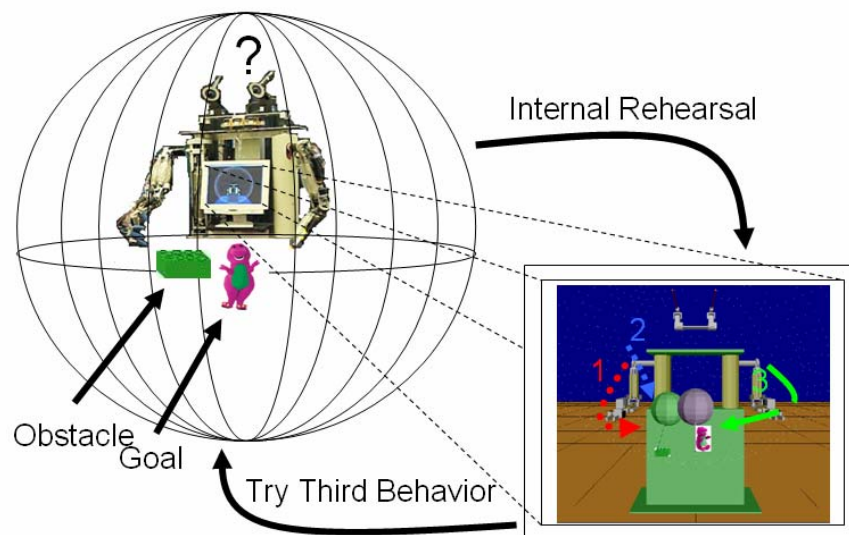 ?
Internal Rehearsal
2
1
3
Obstacle
Goal
Try Third Behavior